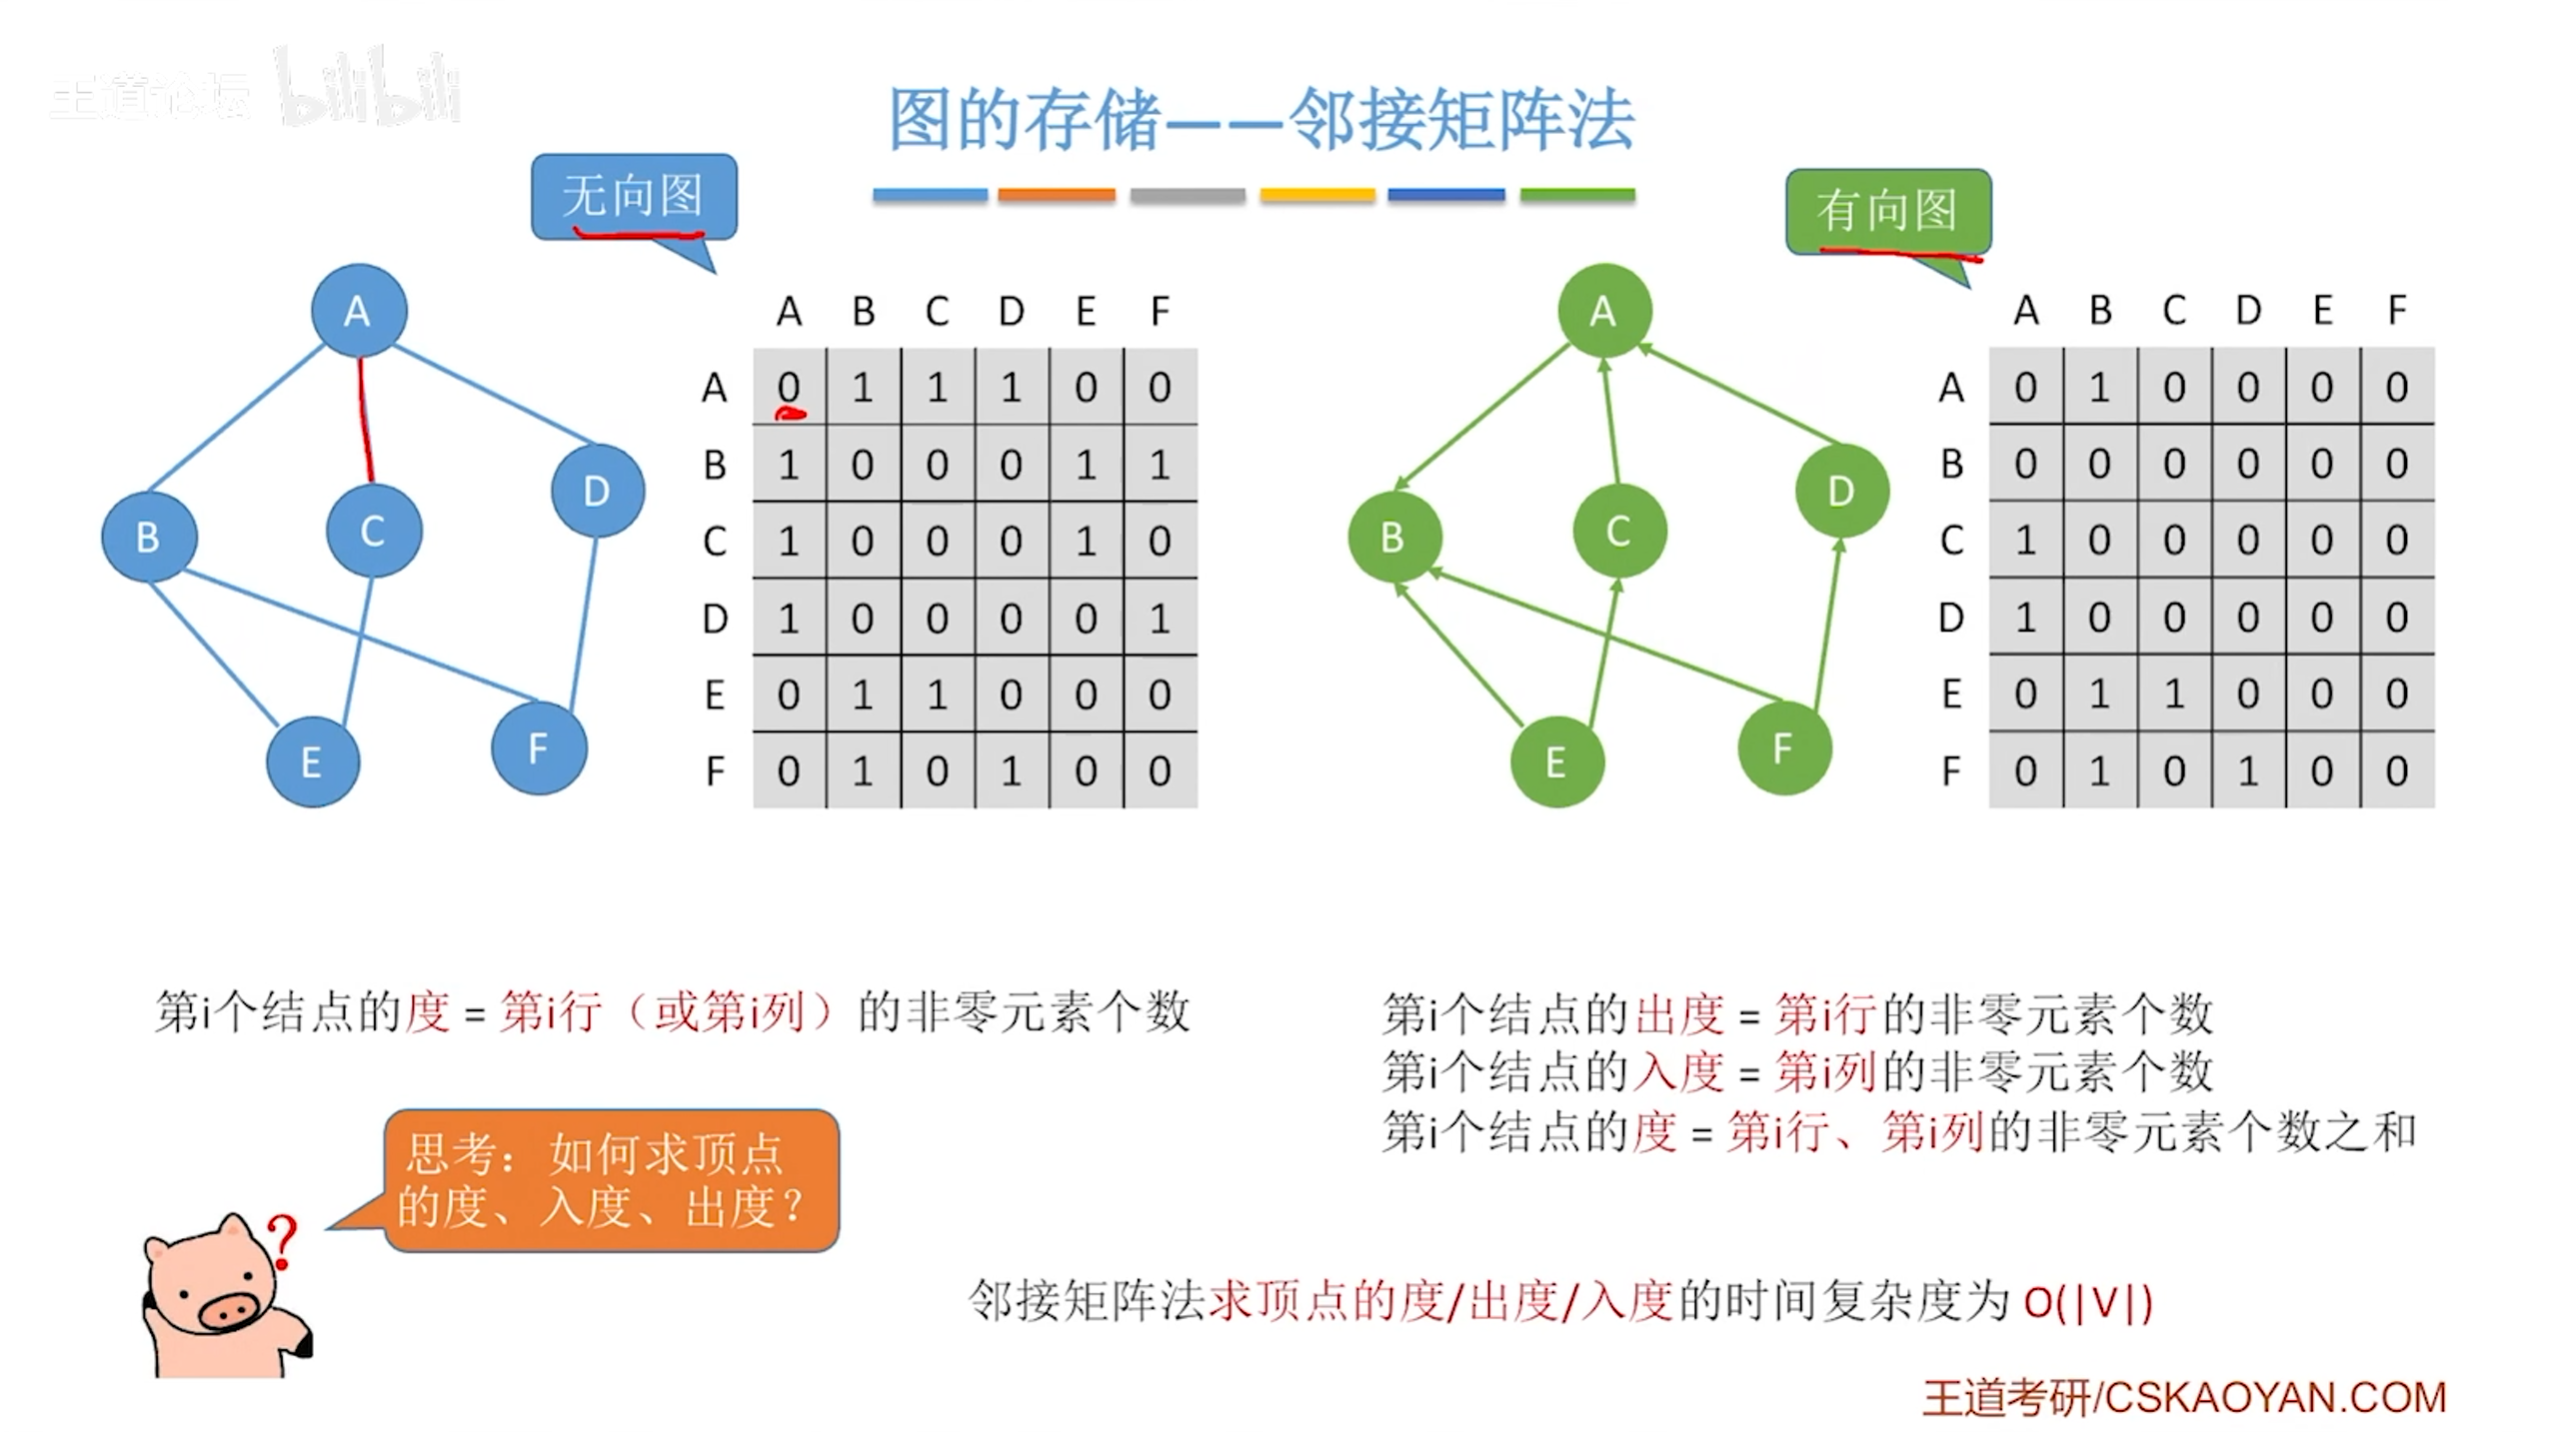 王道论坛 bilibili
图的存储——邻接矩阵法
无向图
有向图
A
B
C
D
E
F
A B C D E F
A 0 1 1 1 0 0
B 1 0 0 0 1 1
C 1 0 0 0 1 0
D 1 0 0 0 0 1
E 0 1 1 0 0 0
F 0 1 0 1 0 0
A
B
C
D
E
F
A B C D E F
A 0 1 0 0 0 0
B 0 0 0 0 0 0
C 1 0 0 0 0 0
D 1 0 0 0 0 0
E 0 1 1 0 0 0
F 0 1 0 1 0 0
第i个结点的度 = 第i行（或第i列）的非零元素个数
第i个结点的出度 = 第i行的非零元素个数
第i个结点的入度 = 第i列的非零元素个数
第i个结点的度 = 第i行、第i列的非零元素个数之和
思考：如何求顶点
的度、入度、出度？
?
邻接矩阵法求顶点的度/出度/入度的时间复杂度为 O(|V|)
王道考研/CSKAOYAN.COM